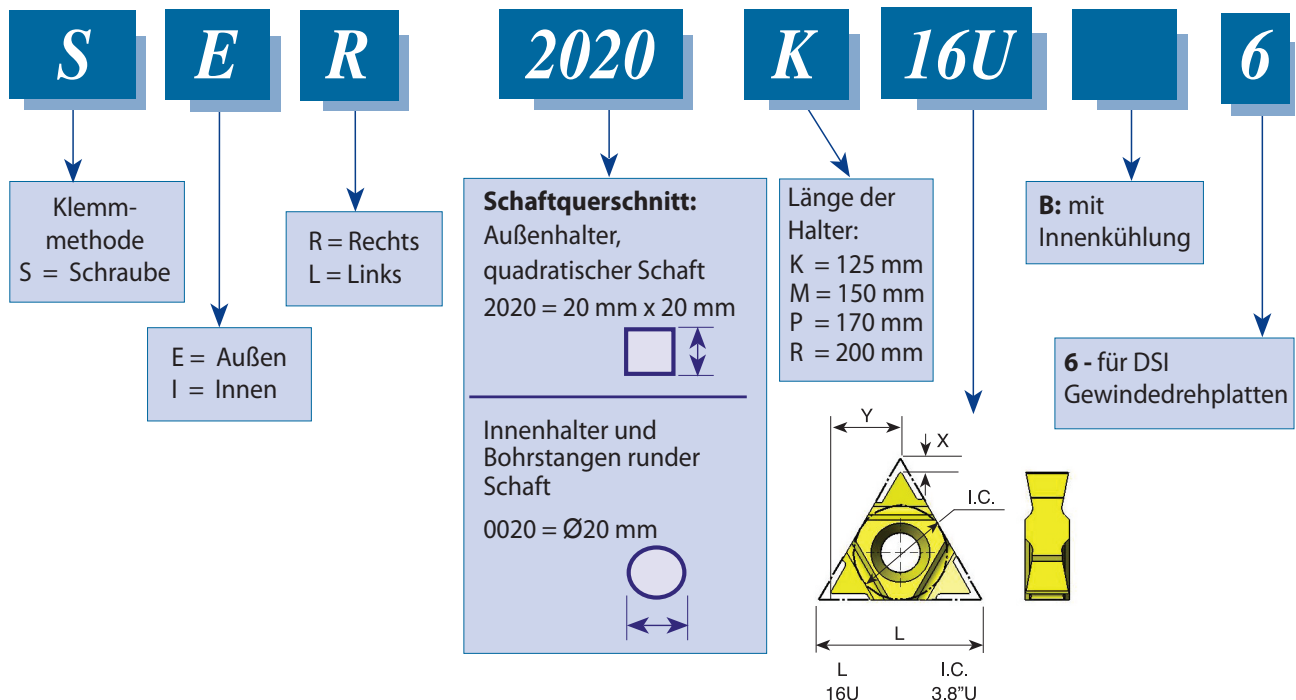 S E R 2020 K 16U 6
Klemm-
methode
S = Schraube
E = Außen
I = Innen
R = Rechts
L = Links
Schaftquerschnitt:
Außenhalter,
quadratischer Schaft
2020 = 20 mm x 20 mm
Innenhalter und
Bohrstangen runder
Schaft
0020 = Ø20 mm
Länge der
Halter:
K = 125 mm
M = 150 mm
P = 170 mm
R = 200 mm
B: mit
Innenkühlung
6 - für DSI
Gewindedrehplatten
Y
X
I.C.
L
L I.C.
16U 3.8”U